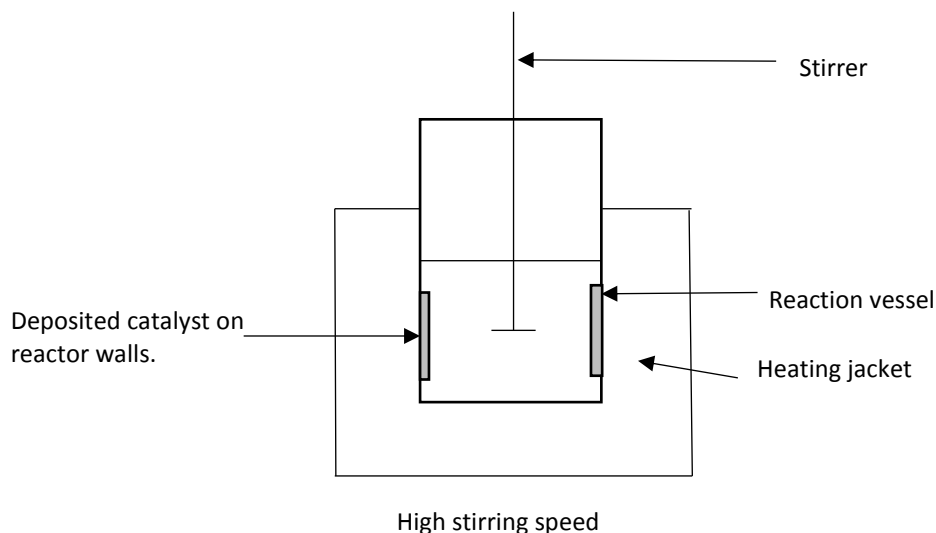 Stirrer
Reaction vessel
Deposited catalyst on
reactor walls.
Heating jacket
High stirring speed